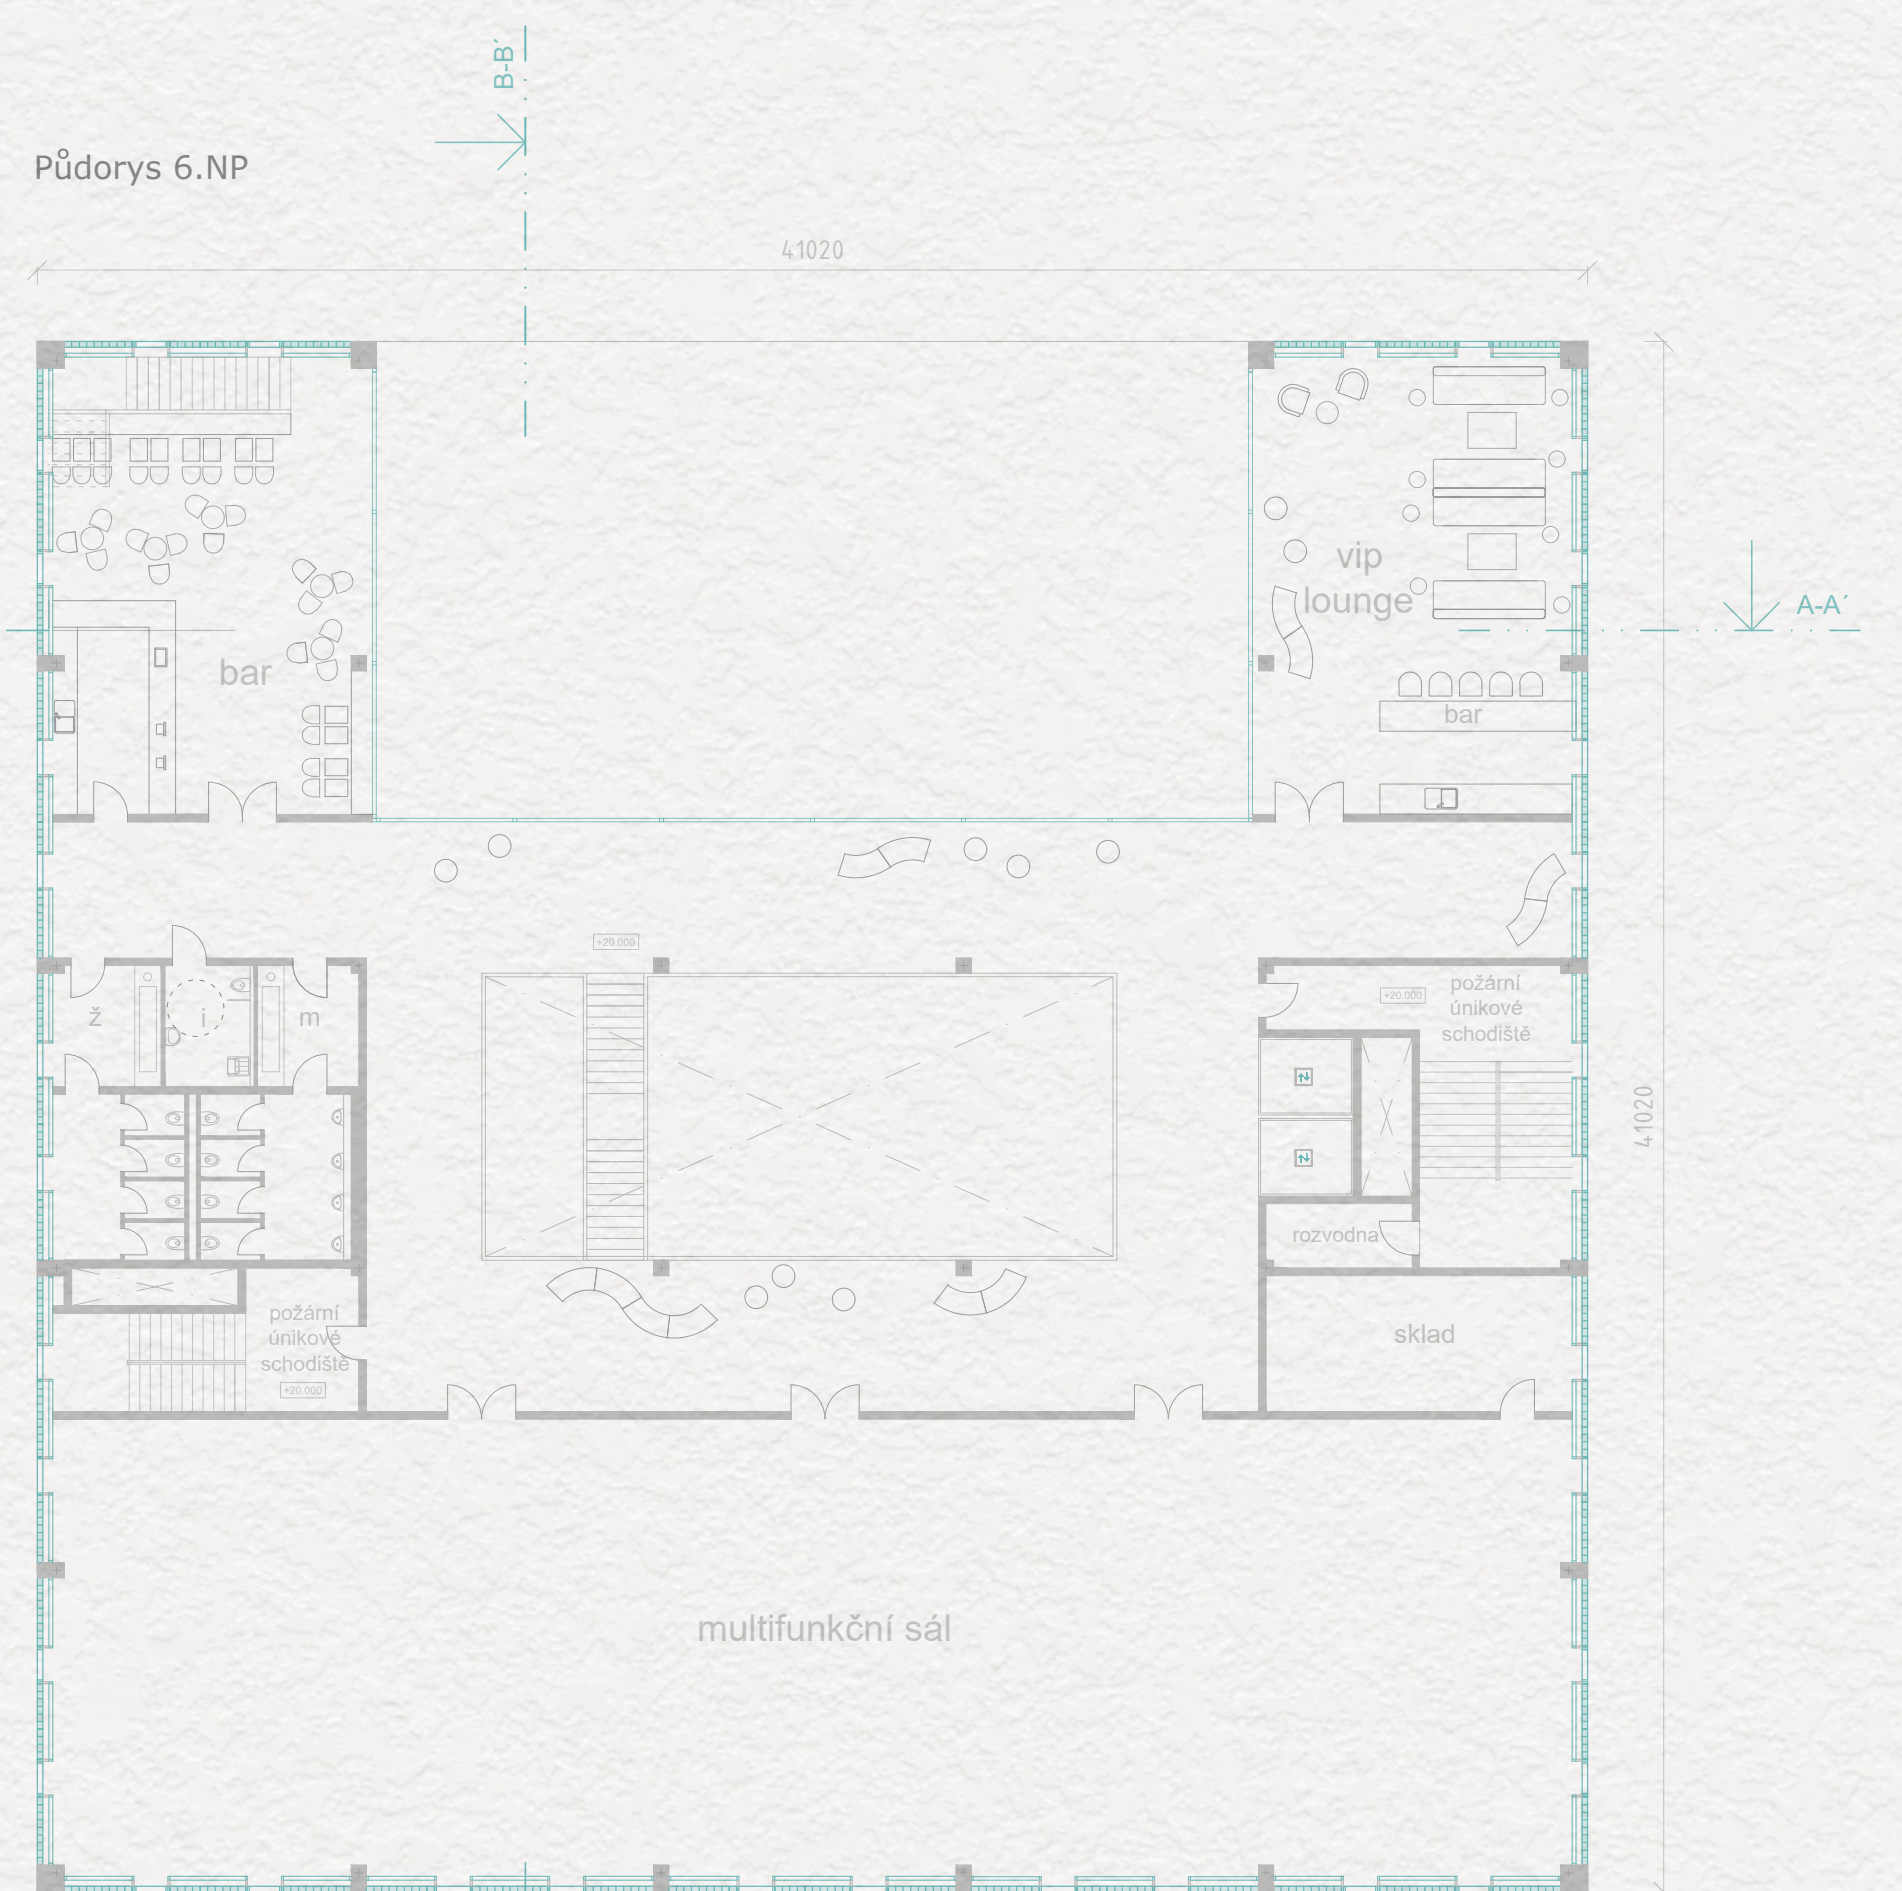 B-B´
Půdorys 6.NP
41020
vip
lounge
A-A´
bar
bar
+20.000
požární
únikové
schodiště
+20.000
ž
i
m
41020
rozvodna
požární
únikové
schodiště
+20.000
sklad
multifunkční sál